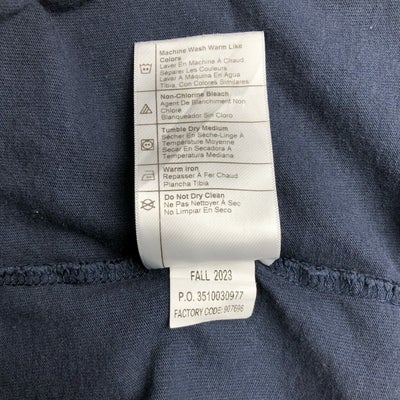 Machine Wash Warm Like
Colors
Laver En Machine À Chaud
Séparer Les Couleurs
Lavar A Máquina En Agua
Tibia, Con Colores Similares
Non-Chlorine Bleach
Agent De Blanchiment Non
Chloré
Blanqueador Sin Cloro
Tumble Dry Medium
Sécher En Sèche-Linge À
Température Moyenne
Secar En Secadora A
Temperatura Mediana
Warm Iron
Repasser À Fer Chaud
Plancha Tibia
Do Not Dry Clean
Ne Pas Nettoyer À Sec
No Limpiar En Seco
FALL 2023
P.O. 3510030977
FACTORY CODE: 907696